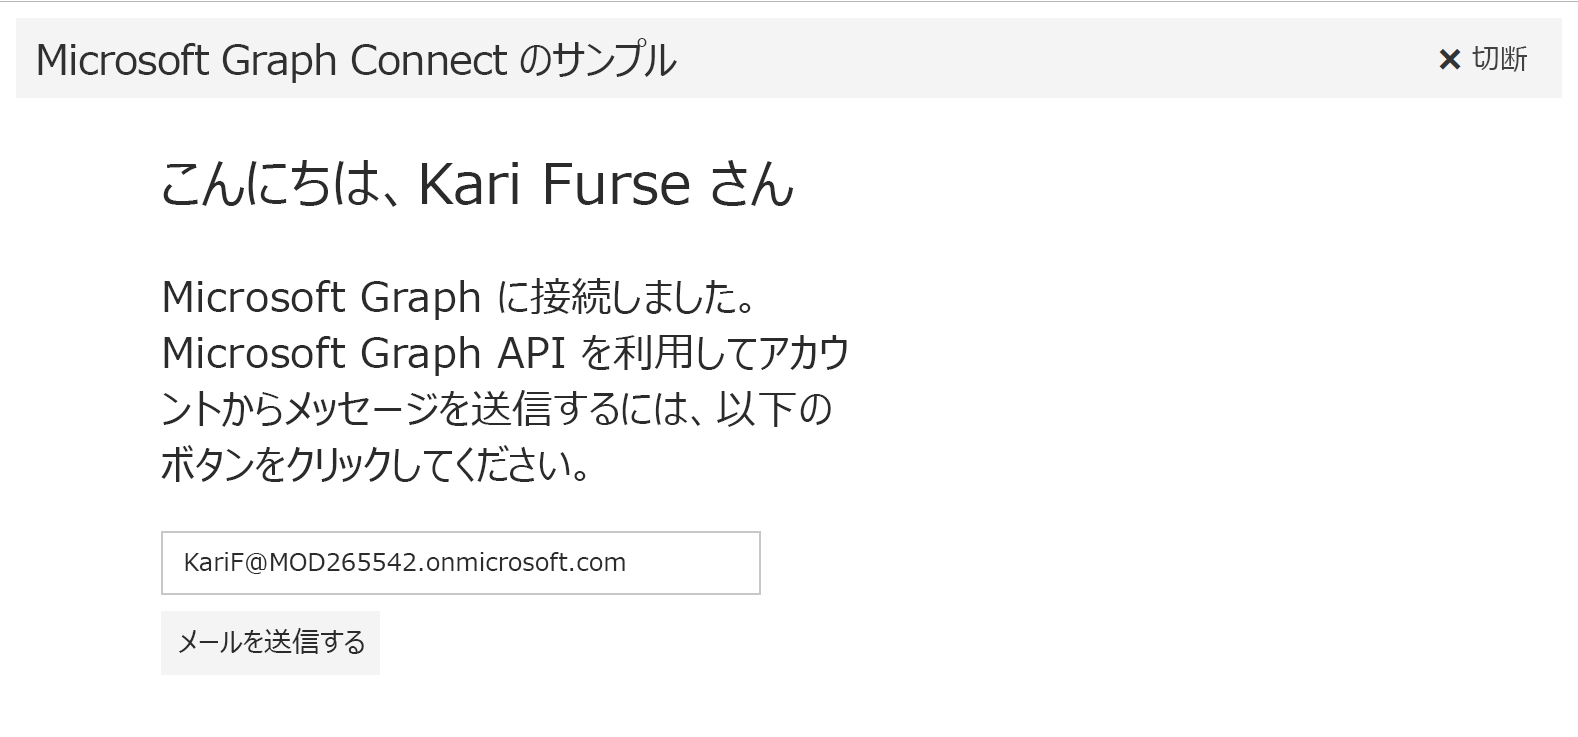 Microsoft Graph Connect のサンプル
✕ 切断
こんにちは、Kari Furse さん
Microsoft Graph に接続しました。
Microsoft Graph API を利用してアカウ
ントからメッセージを送信するには、以下の
ボタンをクリックしてください。
KariF@MOD265542.onmicrosoft.com
メールを送信する